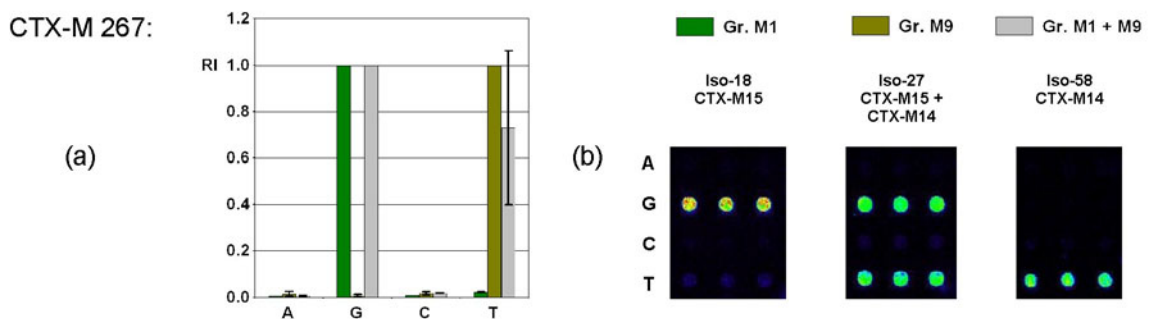 CTX-M 267:
(a)
RI
1.2
1.0
0.8
0.6
0.4
0.2
0.0
A G C T
Gr. M1 Gr. M9 Gr. M1 + M9
(b)
Iso-18
CTX-M15
Iso-27
CTX-M15 +
CTX-M14
Iso-58
CTX-M14
A
G
C
T